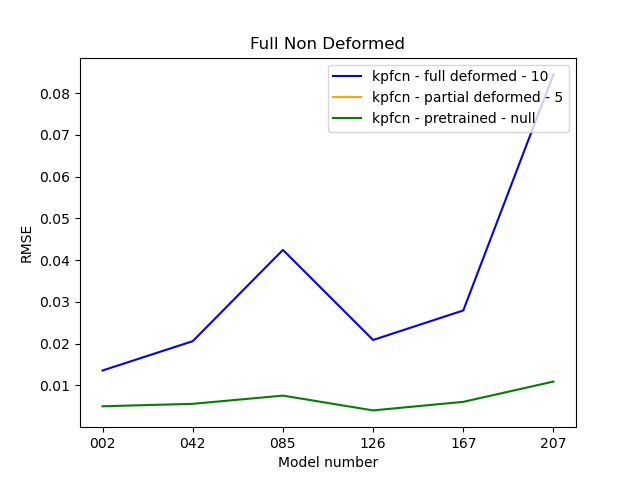 Full Non Deformed
kpfcn - full deformed - 10
kpfcn - partial deformed - 5
kpfcn - pretrained - null
0.08
0.07
0.06
0.05
0.04
0.03
0.02
0.01
RMSE
002 042 085 126 167 207
Model number